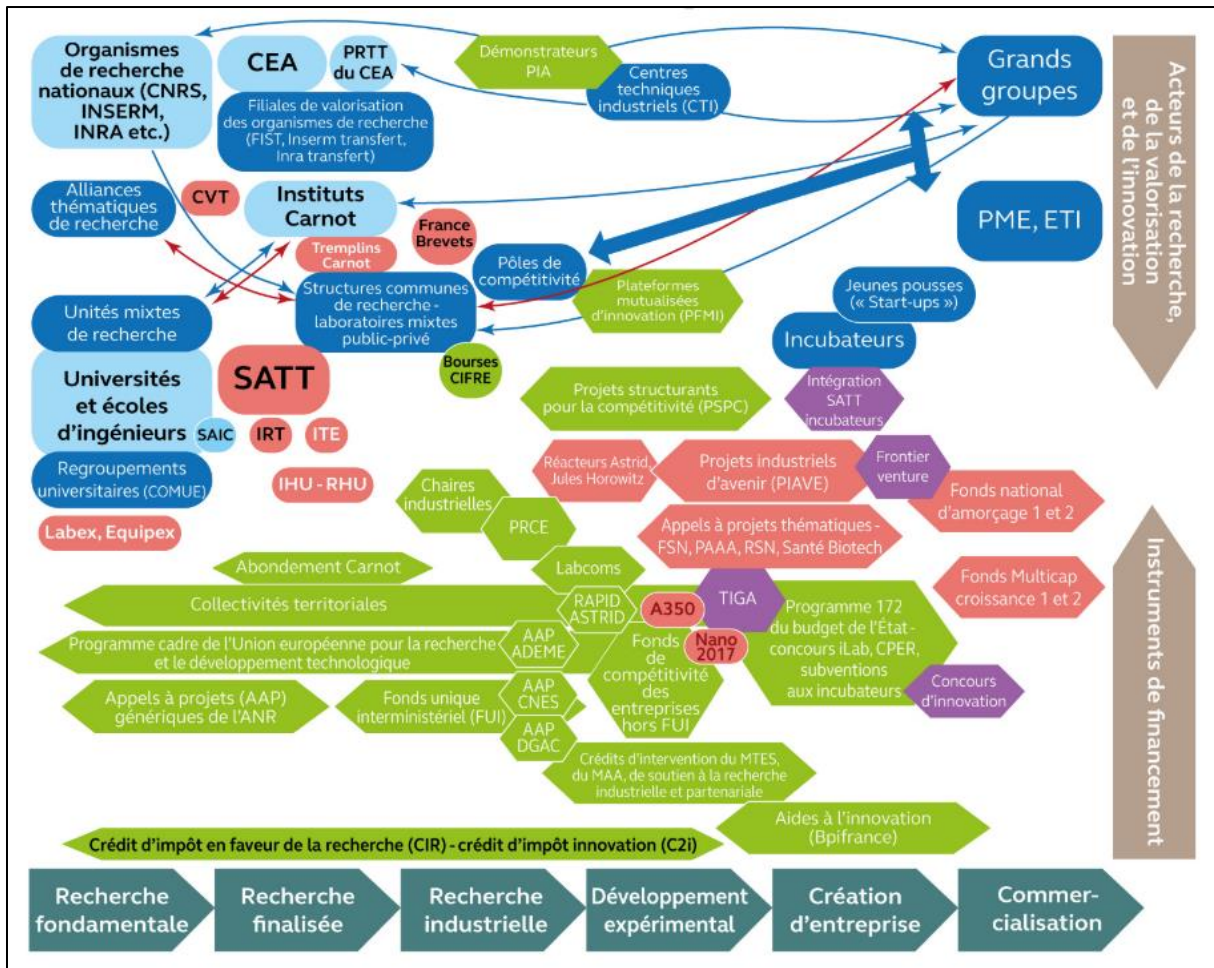 Organismes
de recherche
nationaux (CNRS,
INSERM,
INRA etc.)
CEA
PRTT
du CEA
Démonstrateurs
PIA
Centres
techniques
industriels (CTI)
Grands
groupes
Filiales de valorisation
des organismes de recherche
(FIST, Inserm transfert,
Inra transfert)
Alliances
thématiques
de recherche
CVT
Instituts
Carnot
Tremplins
Carnot
France
Brevets
PME, ETI
Pôles de
compétitivité
Structures communes
de recherche -
laboratoires mixtes
public-privé
Plateformes
mutualisées
d'innovation (PFMI)
Jeunes pousses
(« Start-ups »)
Incubateurs
Unités mixtes
de recherche
Universités
et écoles
d'ingénieurs
SAIC
SATT
IRT
ITE
Bourses
CIFRE
Projets structurants
pour la compétitivité (PSPC)
Intégration
SATT
incubateurs
Regroupements
universitaires (COMUE)
IHU - RHU
Labex, Equipex
Réacteurs Astrid,
Jules Horowitz
Projets industriels
d'avenir (PIAVE)
Frontier
venture
Fonds national
d'amorçage 1 et 2
Chaires
industrielles
PRCE
Appels à projets thématiques -
FSN, PAAA, RSN, Santé Biotech
Abondement Carnot
Labcoms
Fonds Multicap
croissance 1 et 2
Collectivités territoriales
RAPID
ASTRID
A350
TIGA
Programme 172
du budget de l'État -
concours iLab, CPER,
subventions
aux incubateurs
Programme cadre de l'Union européenne pour la recherche
et le développement technologique
AAP
ADEME
Fonds
de
compétitivité
des
entreprises
hors FUI
Nano
2017
Concours
d'innovation
Appels à projets (AAP)
génériques de l'ANR
Fonds unique
interministériel (FUI)
AAP
CNES
AAP
DGAC
Crédits d'intervention du MTES,
du MAA, de soutien à la recherche
industrielle et partenariale
Aides à l'innovation
(Bpifrance)
Crédit d'impôt en faveur de la recherche (CIR) - crédit d'impôt innovation (C2i)
Acteurs de la recherche,
de la valorisation
et de l'innovation
Instruments de financement
Recherche
fondamentale
Recherche
finalisée
Recherche
industrielle
Développement
expérimental
Création
d'entreprise
Commer-
cialisation